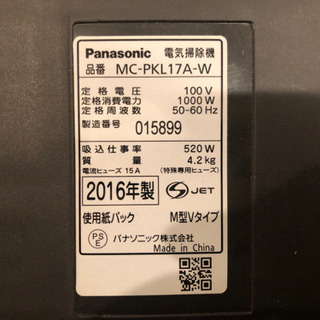 Panasonic 電気掃除機
品番 MC-PKL17A-W
定格電圧 100 V
定格消費電力 1000 W
定格周波数 50-60 Hz
製造番号 015899
吸込仕事率 520 W
質量 4.2kg
電流ヒューズ 15A (特殊専用ヒューズ)
2016年製 S JET
使用紙パック M型Vタイプ
PS E パナソニック株式会社
Made in China